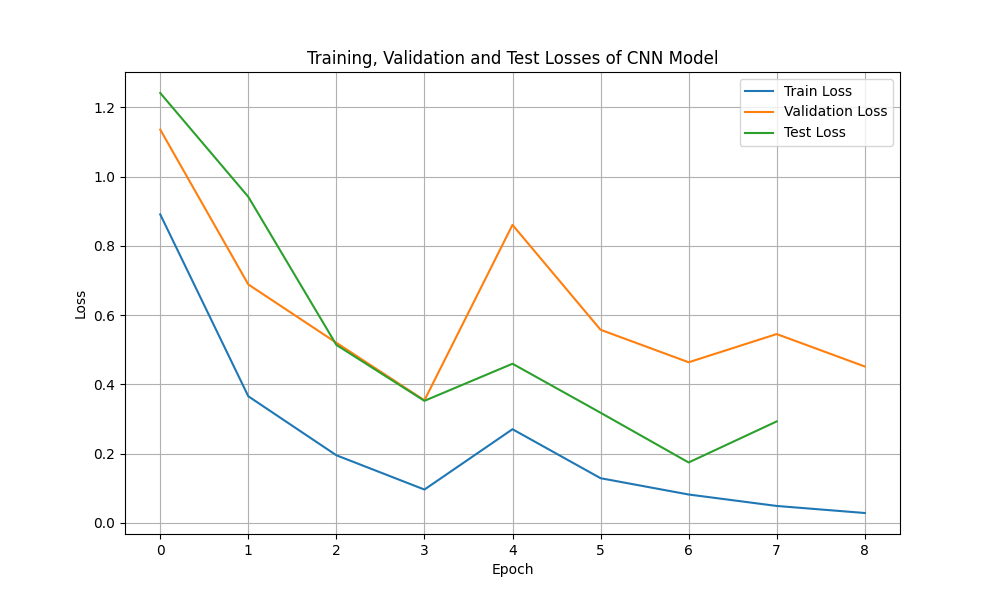 Training, Validation and Test Losses of CNN Model
Train Loss
Validation Loss
Test Loss
Loss
1.2
1.0
0.8
0.6
0.4
0.2
0.0
0 1 2 3 4 5 6 7 8
Epoch